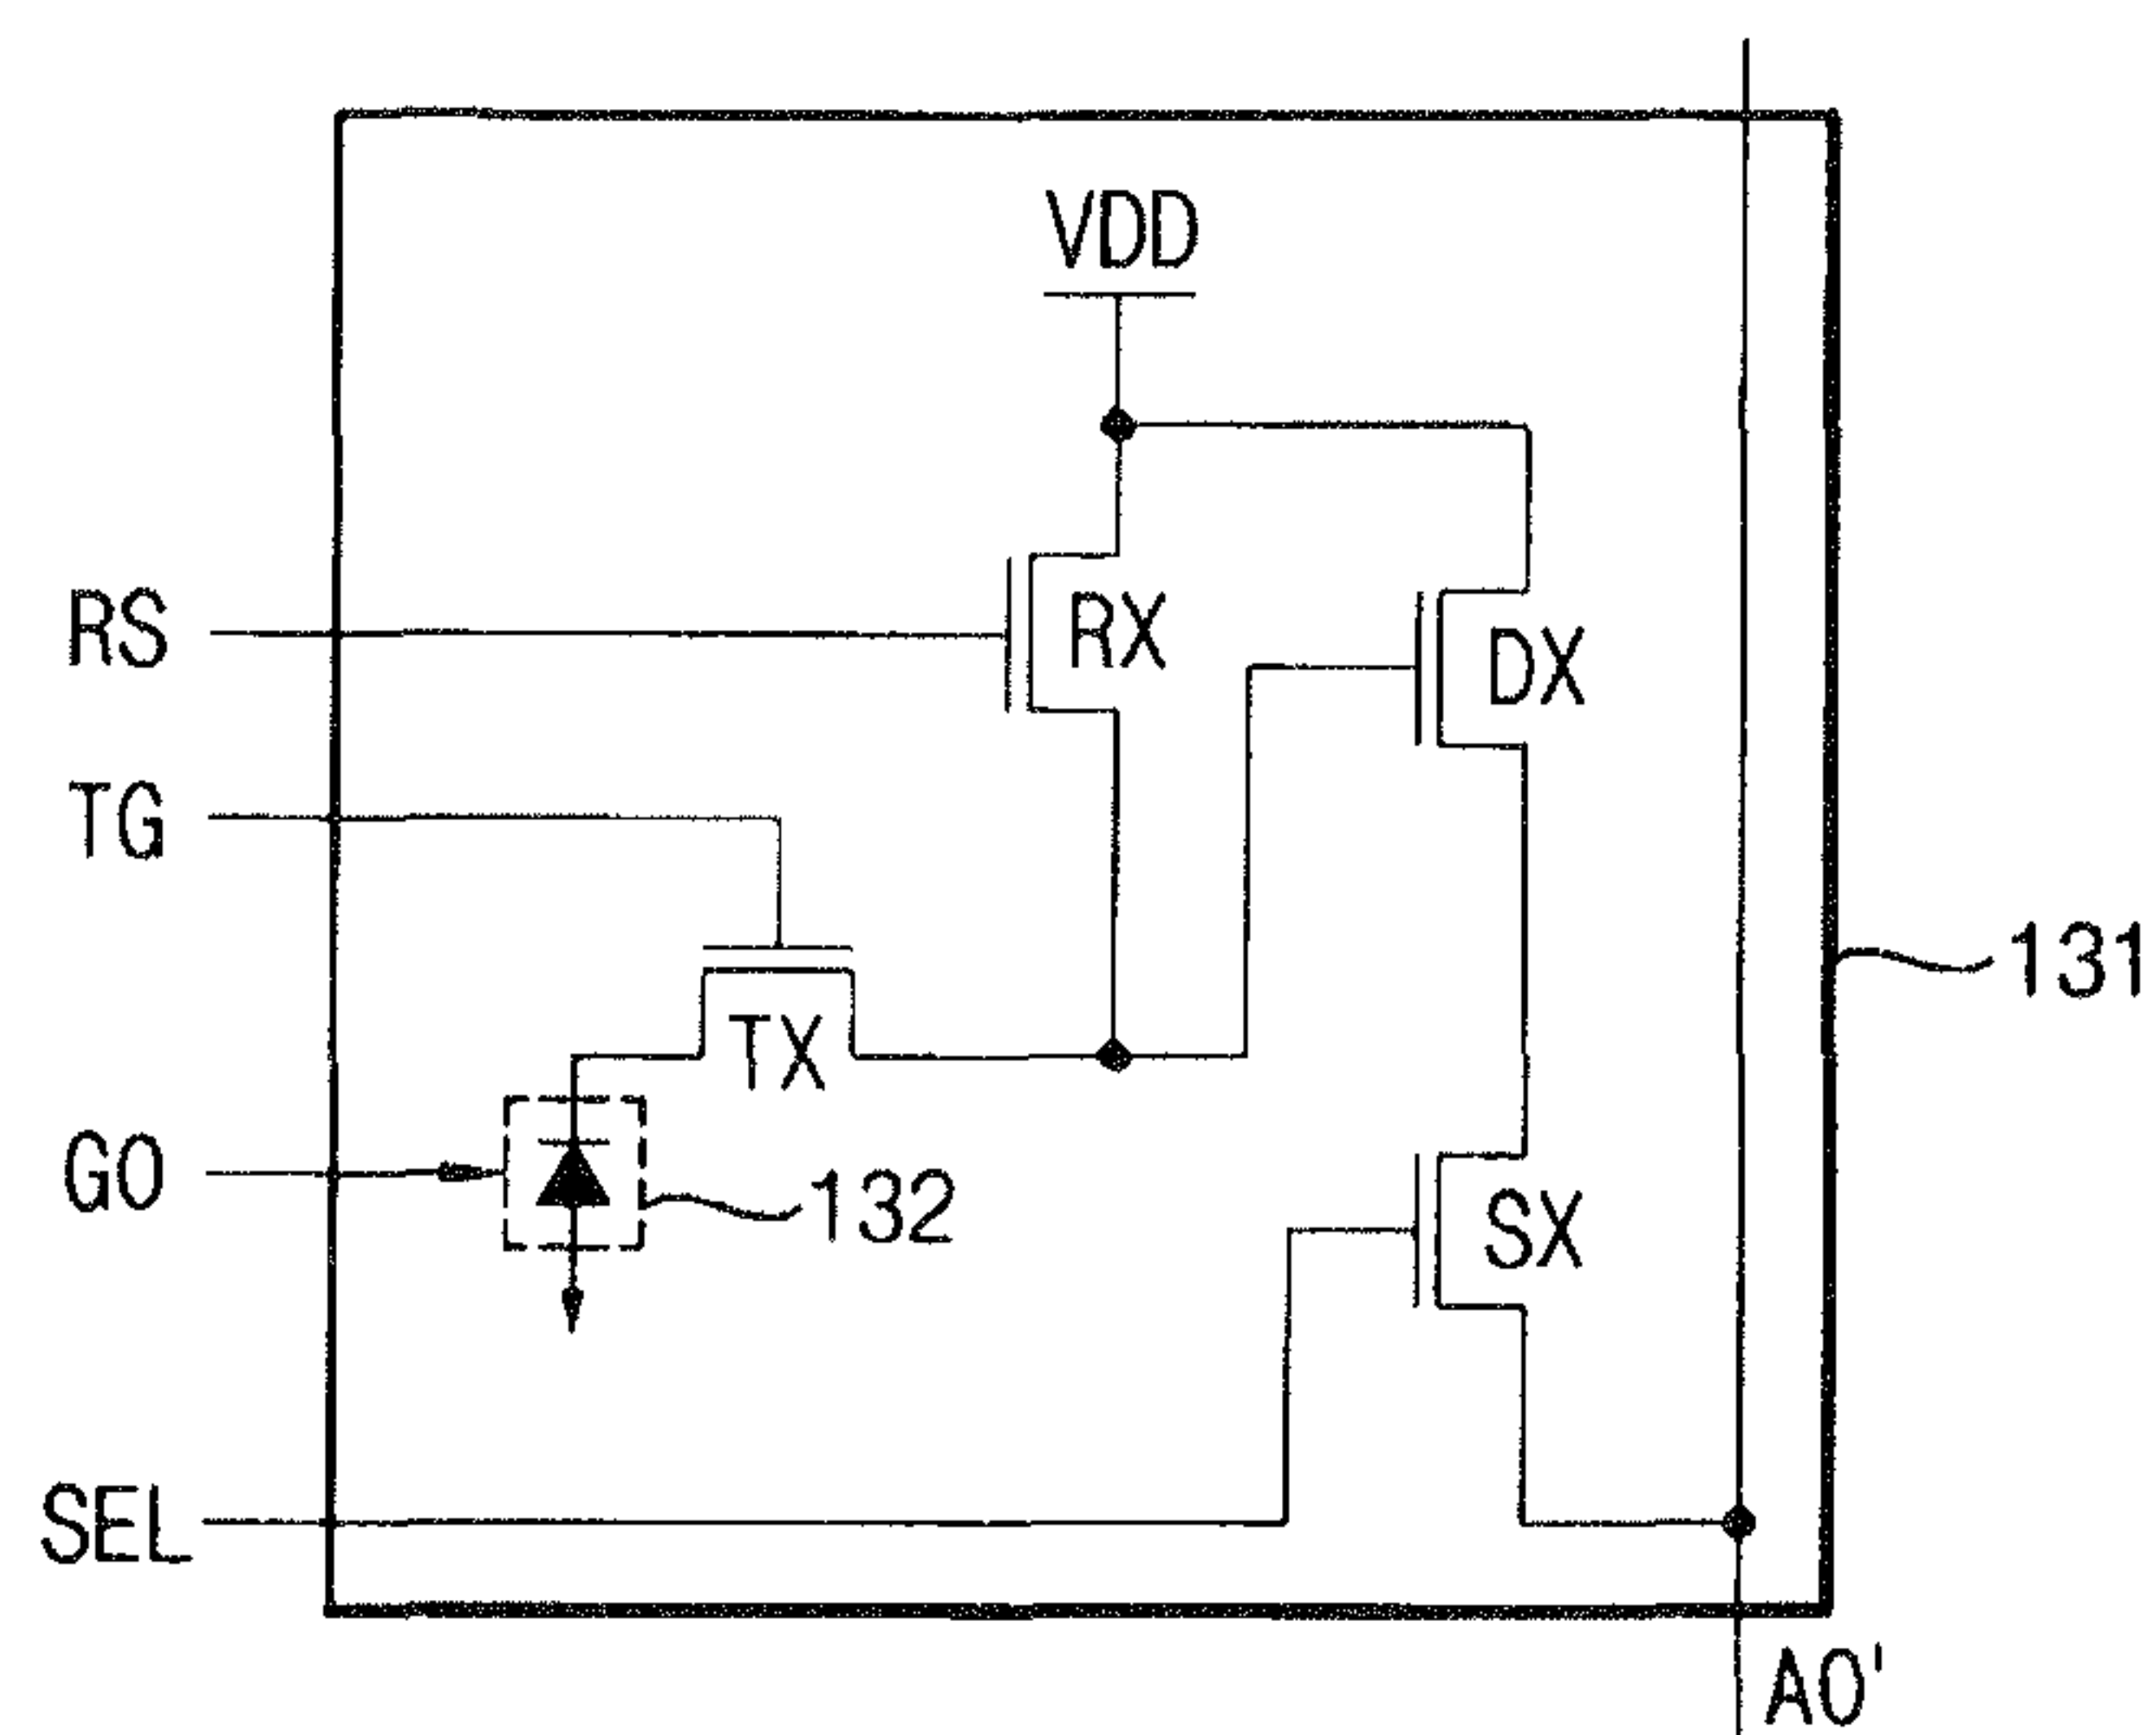 VDD
RS
RX
DX
TG
131
TX
GO
132
SX
SEL
AO'